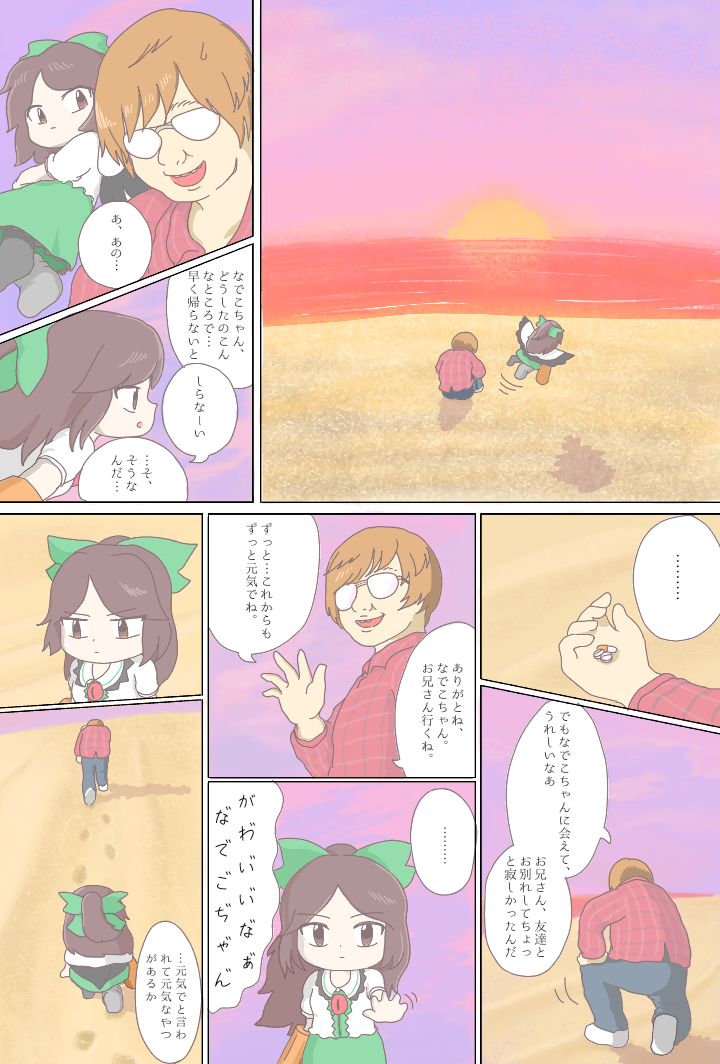 あ、あの…
なでこちゃん、
どうしたのこん
なところで…
早く帰らないと
しらなーい
…そ、
そうな
んだ…
………
でもなでこちゃんに会えて、
うれしいなあ
お兄さん、友達と
お別れしてちょっ
と寂しかったんだ
ありがとね、
なでこちゃん。
お兄さん行くね。
ずっと…これからも
ずっと元気でね。
………
がわ゛い゛い゛な゛ぁ
な゛でごぢゃん゛
…元気でと言わ
れて元気なやつ
があるか